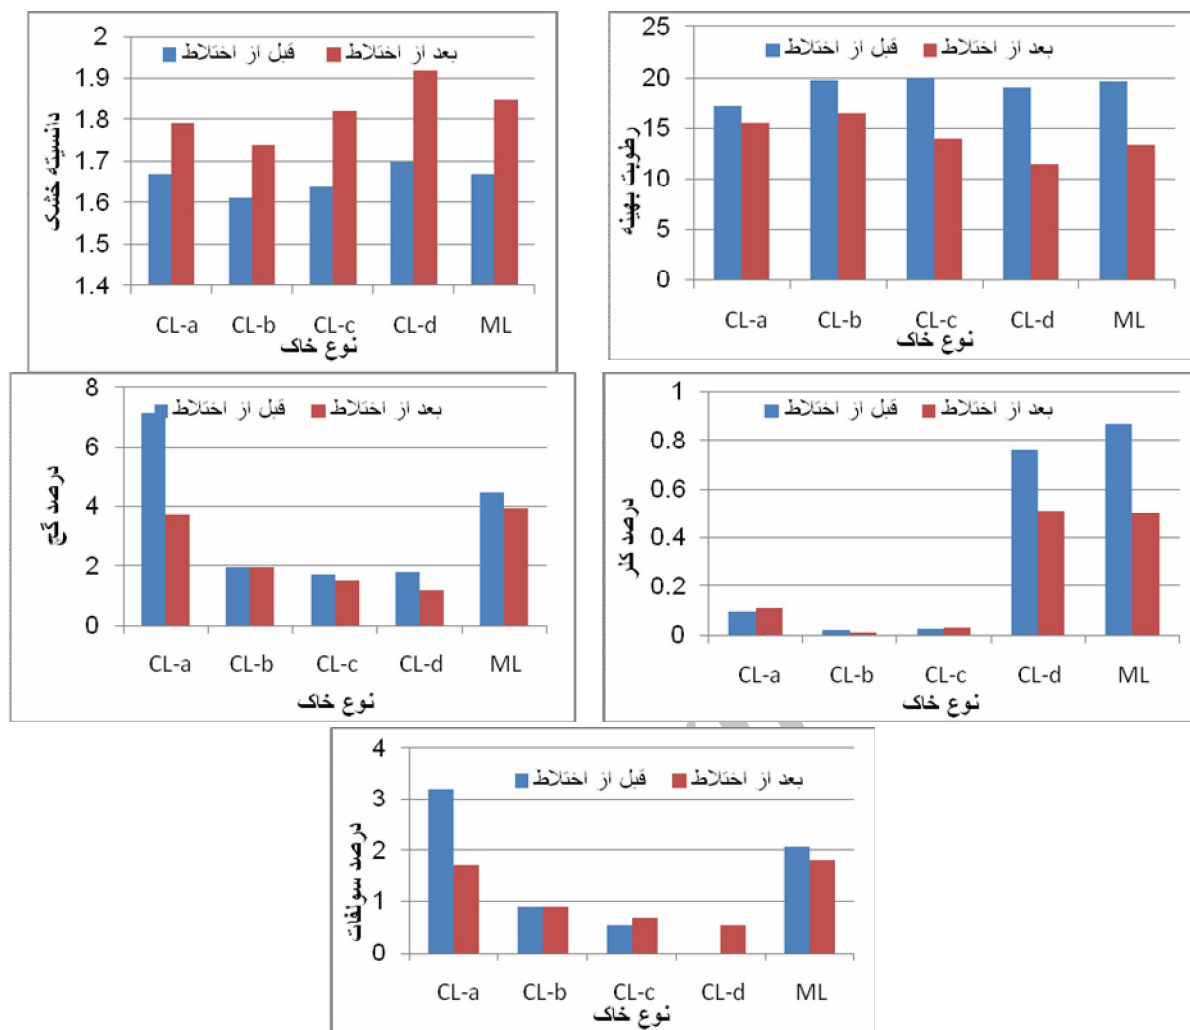 2
1.9
1.8
1.7
1.6
1.5
1.4
قبل از اختلاط بعد از اختلاط
دانسیته خشک
CL-a CL-b CL-c CL-d ML
نوع خاک
25
20
15
10
5
0
قبل از اختلاط بعد از اختلاط
رطوبت بهینه
CL-a CL-b CL-c CL-d ML
نوع خاک
8
6
4
2
0
قبل از اختلاط بعد از اختلاط
درصد گچ
CL-a CL-b CL-c CL-d ML
نوع خاک
1
0.8
0.6
0.4
0.2
0
قبل از اختلاط بعد از اختلاط
درصد کلر
CL-a CL-b CL-c CL-d ML
نوع خاک
4
3
2
1
0
قبل از اختلاط بعد از اختلاط
درصد سولفات
CL-a CL-b CL-c CL-d ML
نوع خاک